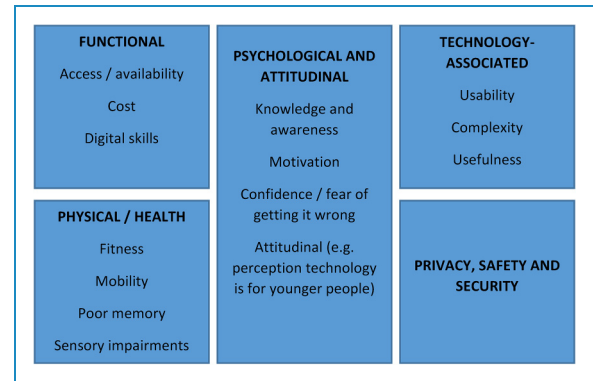 FUNCTIONAL
Access / availability
Cost
Digital skills
PHYSICAL / HEALTH
Fitness
Mobility
Poor memory
Sensory impairments
PSYCHOLOGICAL AND
ATTITUDINAL
Knowledge and
awareness
Motivation
Confidence / fear of
getting it wrong
Attitudinal (e.g.
perception technology
is for younger people)
TECHNOLOGY-
ASSOCIATED
Usability
Complexity
Usefulness
PRIVACY, SAFETY AND
SECURITY